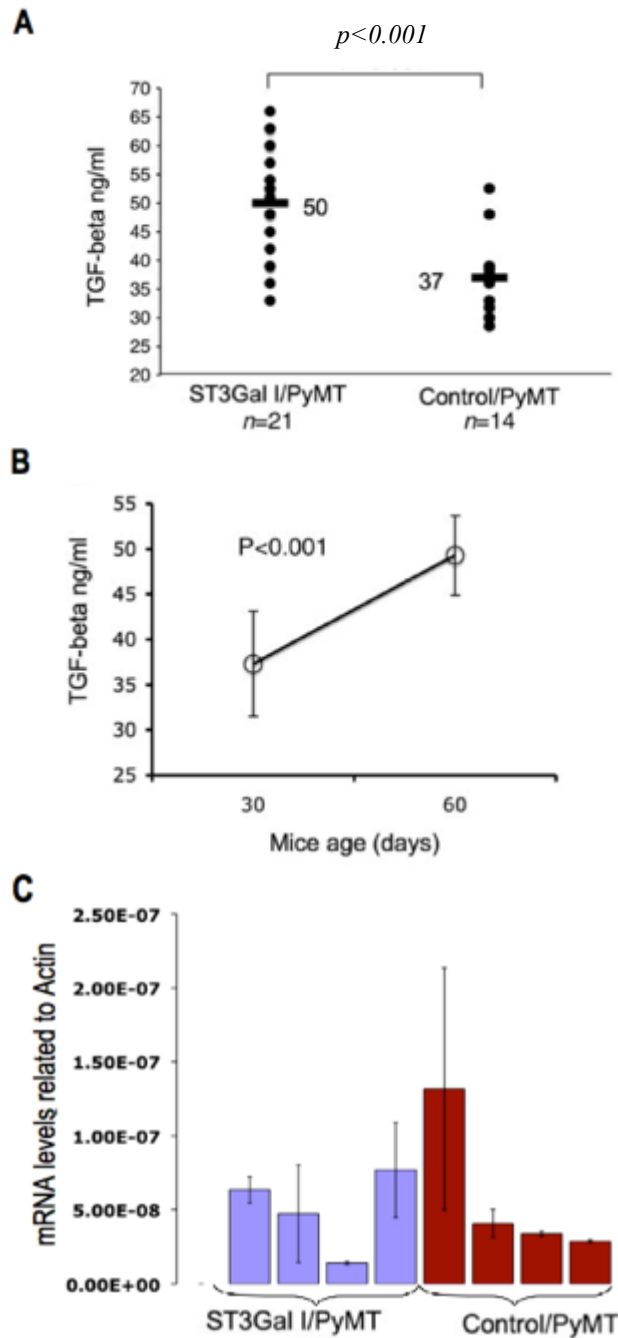 A
p<0.001
TGF-beta ng/ml
70
65
60
55
50
45
40
35
30
25
20
50
37
ST3Gal I/PyMT
n=21
Control/PyMT
n=14
B
TGF-beta ng/ml
55
50
45
40
35
30
25
P<0.001
30
60
Mice age (days)
C
mRNA levels related to Actin
2.50E-07
2.00E-07
1.50E-07
1.00E-07
5.00E-08
0.00E+00
ST3Gal I/PyMT
Control/PyMT